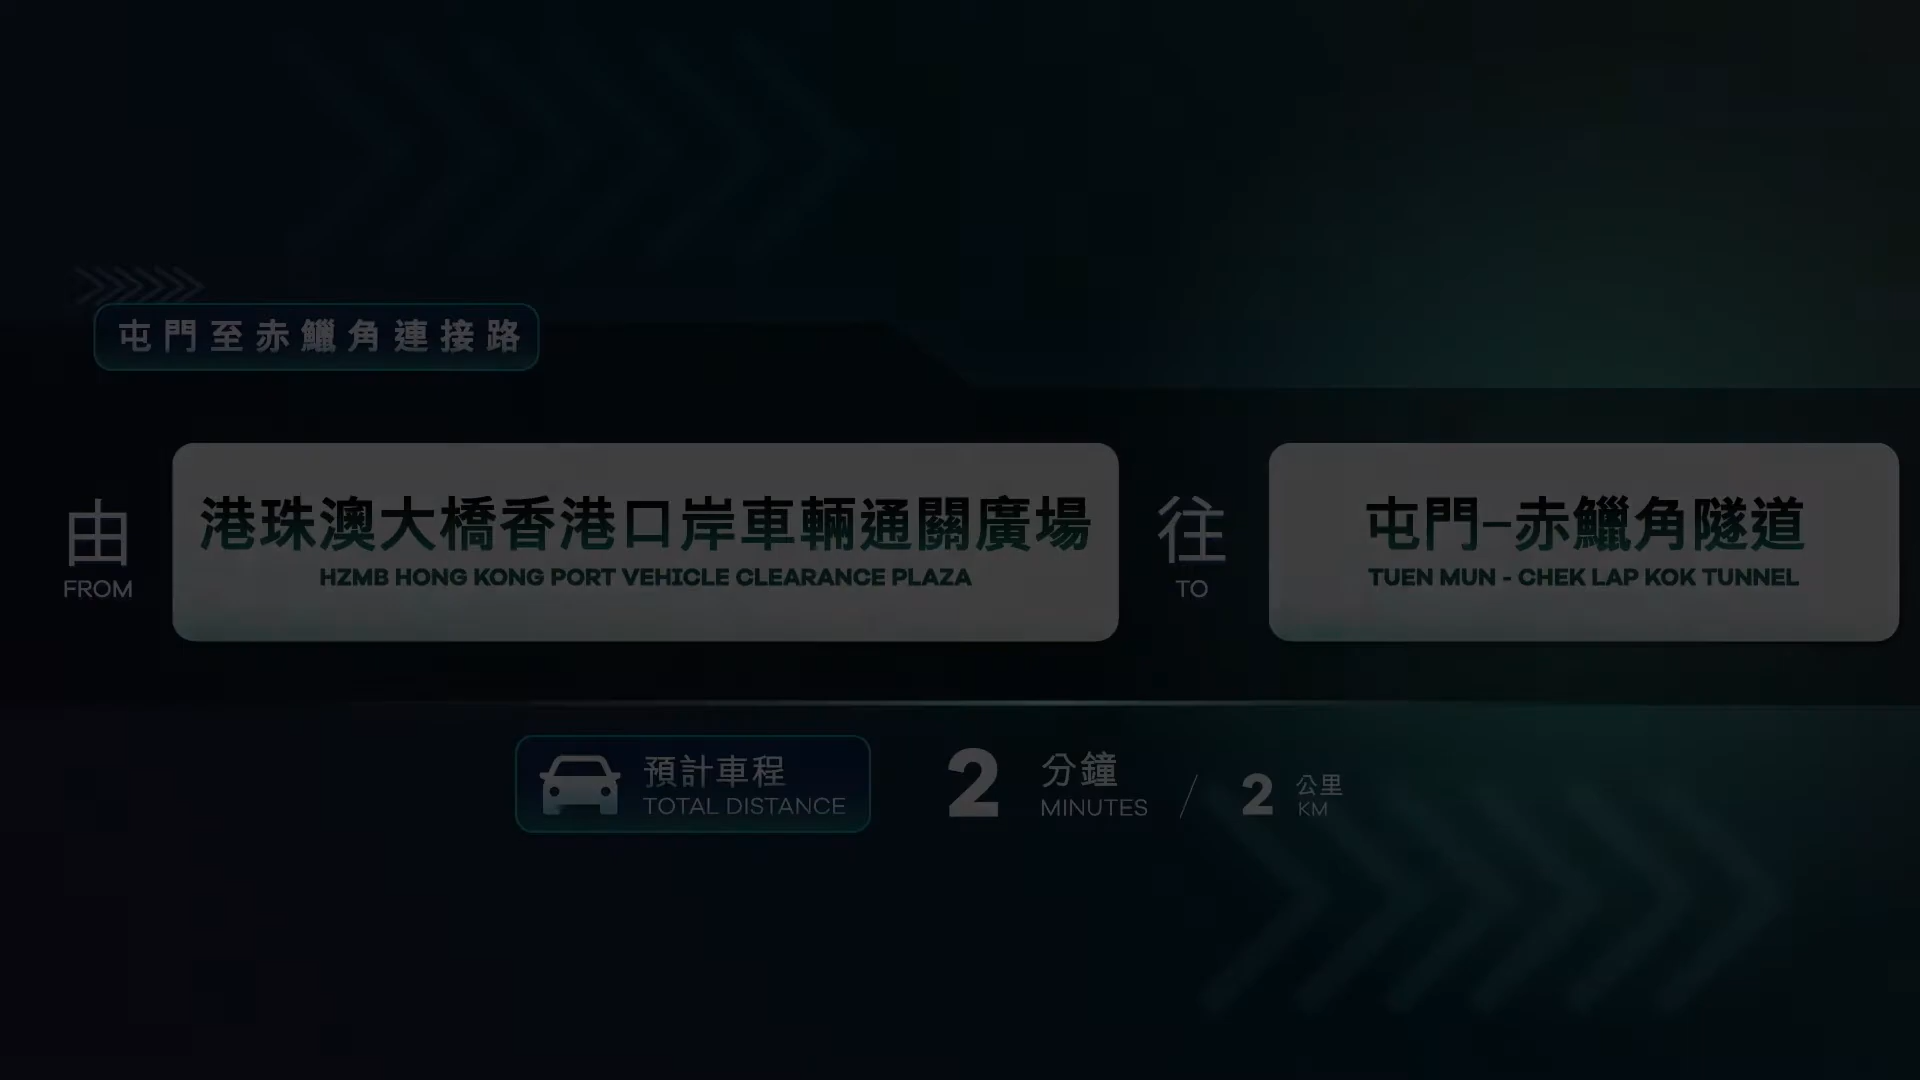 屯門至赤鱲角連接路
由
FROM
港珠澳大橋香港口岸車輛通關廣場
HZMB HONG KONG PORT VEHICLE CLEARANCE PLAZA
往
TO
屯門–赤鱲角隧道
TUEN MUN - CHEK LAP KOK TUNNEL
預計車程
TOTAL DISTANCE
2 分鐘
MINUTES
/
2 公里
KM